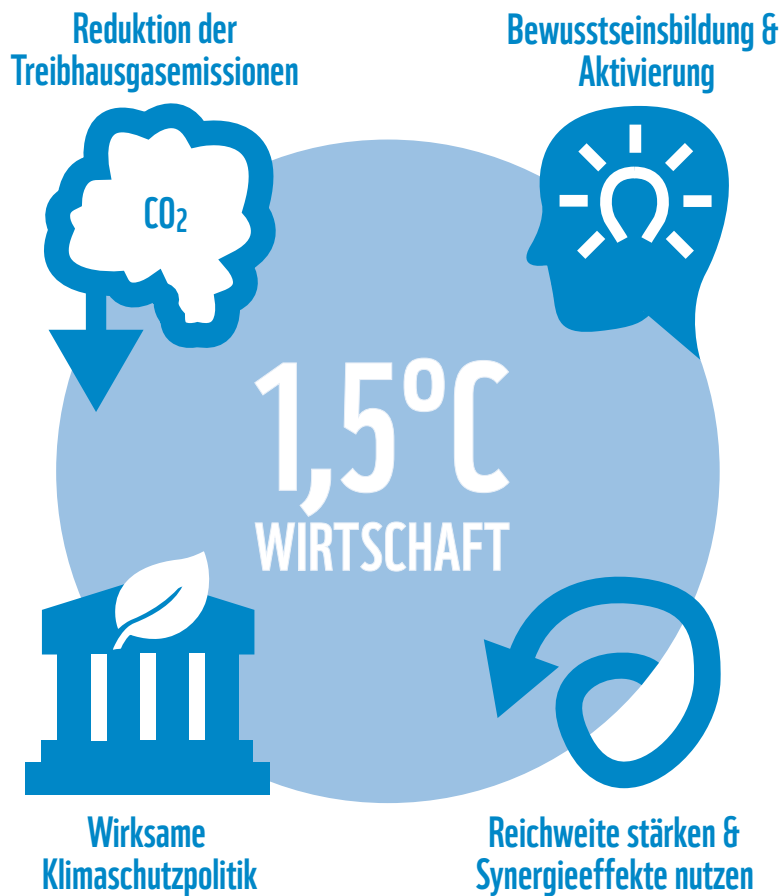 Reduktion der
Treibhausgasemissionen
Bewusstseinsbildung &
Aktivierung
CO₂
1,5°C
WIRTSCHAFT
Wirksame
Klimaschutzpolitik
Reichweite stärken &
Synergieeffekte nutzen